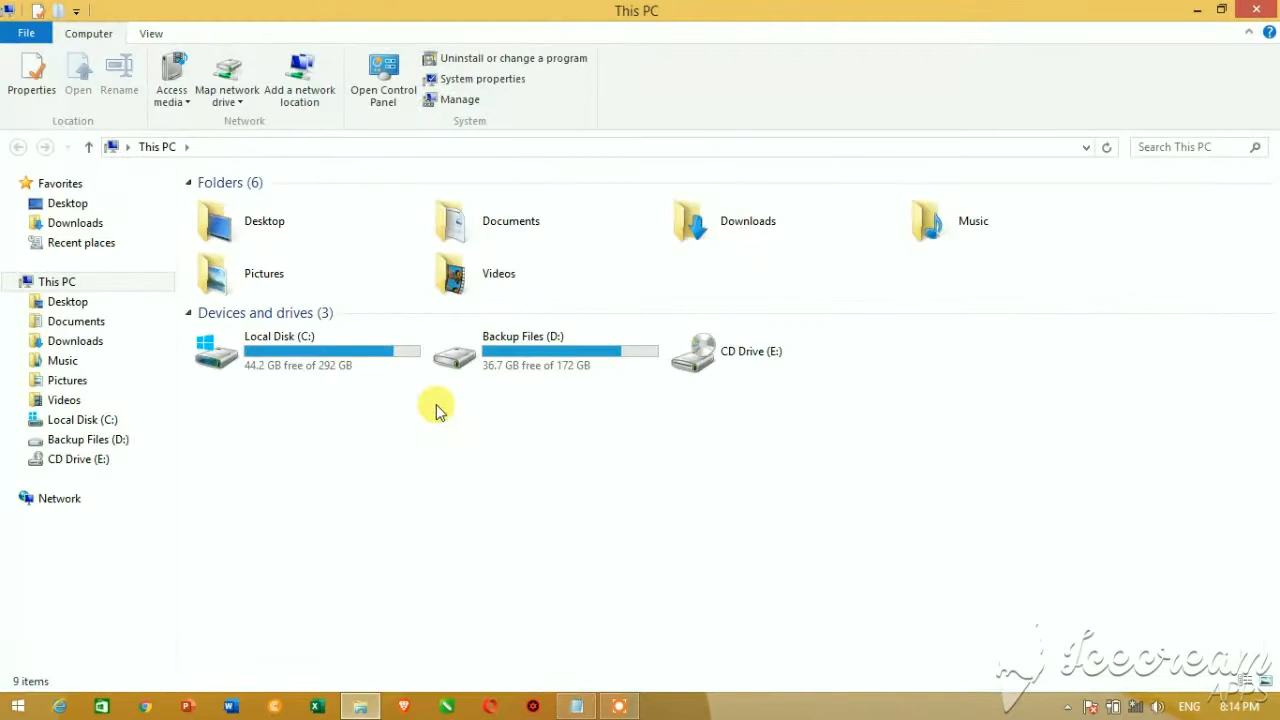 This PC
File Computer View
Properties Open Rename Access media Map network drive Add a network location Open Control Panel Uninstall or change a program
System properties
Manage
Location Network System
This PC Search This PC
Favorites
Desktop
Downloads
Recent places
This PC
Desktop
Documents
Downloads
Music
Pictures
Videos
Local Disk (C:)
Backup Files (D:)
CD Drive (E:)
Network
Folders (6)
Desktop Documents Downloads Music
Pictures Videos
Devices and drives (3)
Local Disk (C:) Backup Files (D:) CD Drive (E:)
44.2 GB free of 292 GB 36.7 GB free of 172 GB
9 items
Icecream
APPS
ENG 8:14 PM